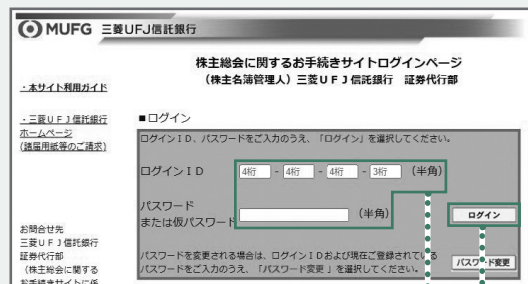 MUFG 三菱UFJ信託銀行
株主総会に関するお手続きサイトログインページ
(株主名簿管理人) 三菱UFJ信託銀行 証券代行部
・本サイト利用ガイド
・三菱UFJ信託銀行
ホームページ
(諸届用紙等のご請求)
■ログイン
ログインID、パスワードをご入力のうえ、「ログイン」を選択してください。
ログインID 4桁 - 4桁 - 4桁 - 3桁 (半角)
パスワード
または仮パスワード (半角)
ログイン
パスワードを変更される場合は、ログインIDおよび現在ご登録されている
パスワードをご入力のうえ、「パスワード変更」を選択してください。
パスワード変更
お問合せ先
三菱UFJ信託銀行
証券代行部
(株主総会に関する